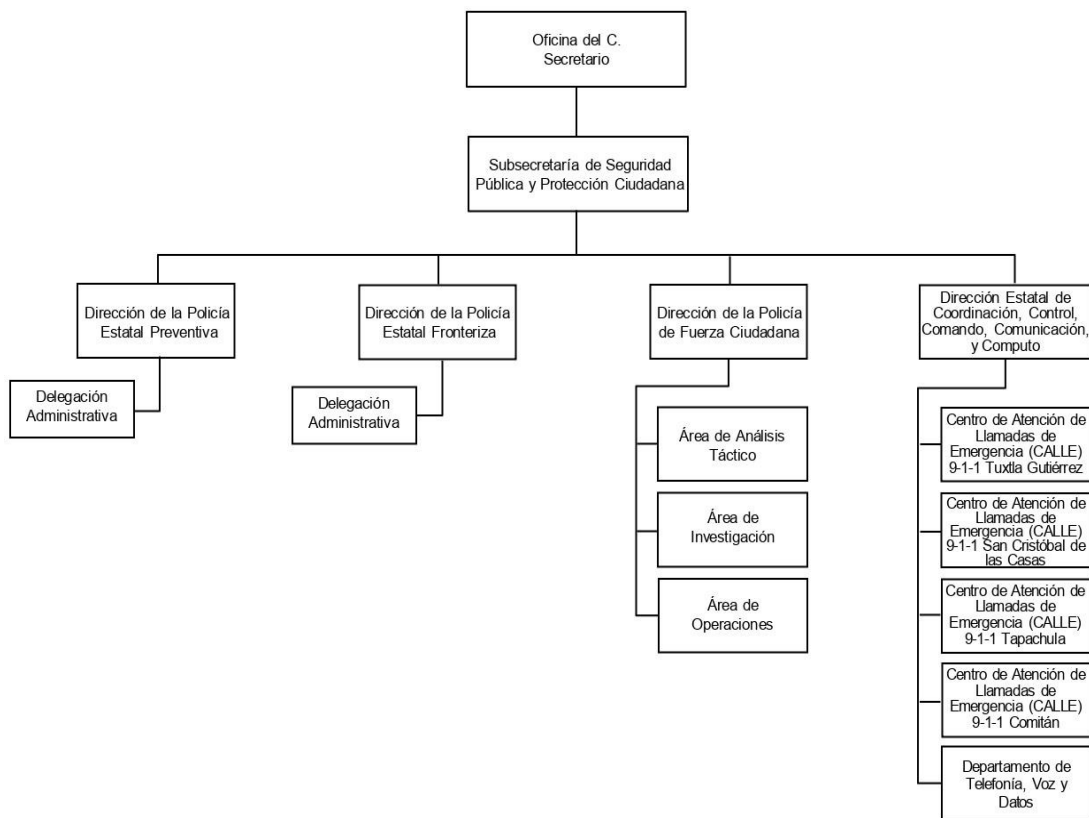 Oficina del C.
Secretario
Subsecretaría de Seguridad
Pública y Protección Ciudadana
Dirección de la Policía
Estatal Preventiva
Delegación
Administrativa
Dirección de la Policía
Estatal Fronteriza
Delegación
Administrativa
Dirección de la Policía
de Fuerza Ciudadana
Área de Análisis
Táctico
Área de
Investigación
Área de
Operaciones
Dirección Estatal de
Coordinación, Control,
Comando, Comunicación,
y Computo
Centro de Atención de
Llamadas de
Emergencia (CALLE)
9-1-1 Tuxtla Gutiérrez
Centro de Atención de
Llamadas de
Emergencia (CALLE)
9-1-1 San Cristóbal de
las Casas
Centro de Atención de
Llamadas de
Emergencia (CALLE)
9-1-1 Tapachula
Centro de Atención de
Llamadas de
Emergencia (CALLE)
9-1-1 Comitán
Departamento de
Telefonía, Voz y
Datos